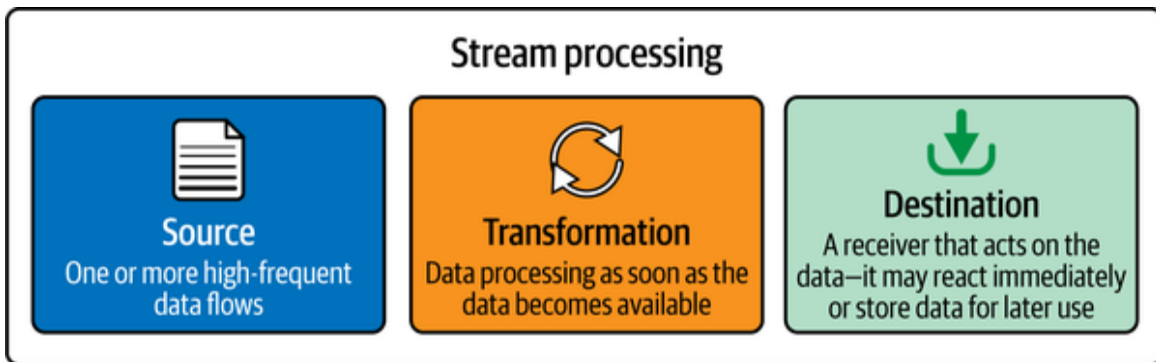 Stream processing
Source
One or more high-frequent
data flows
Transformation
Data processing as soon as the
data becomes available
Destination
A receiver that acts on the
data—it may react immediately
or store data for later use